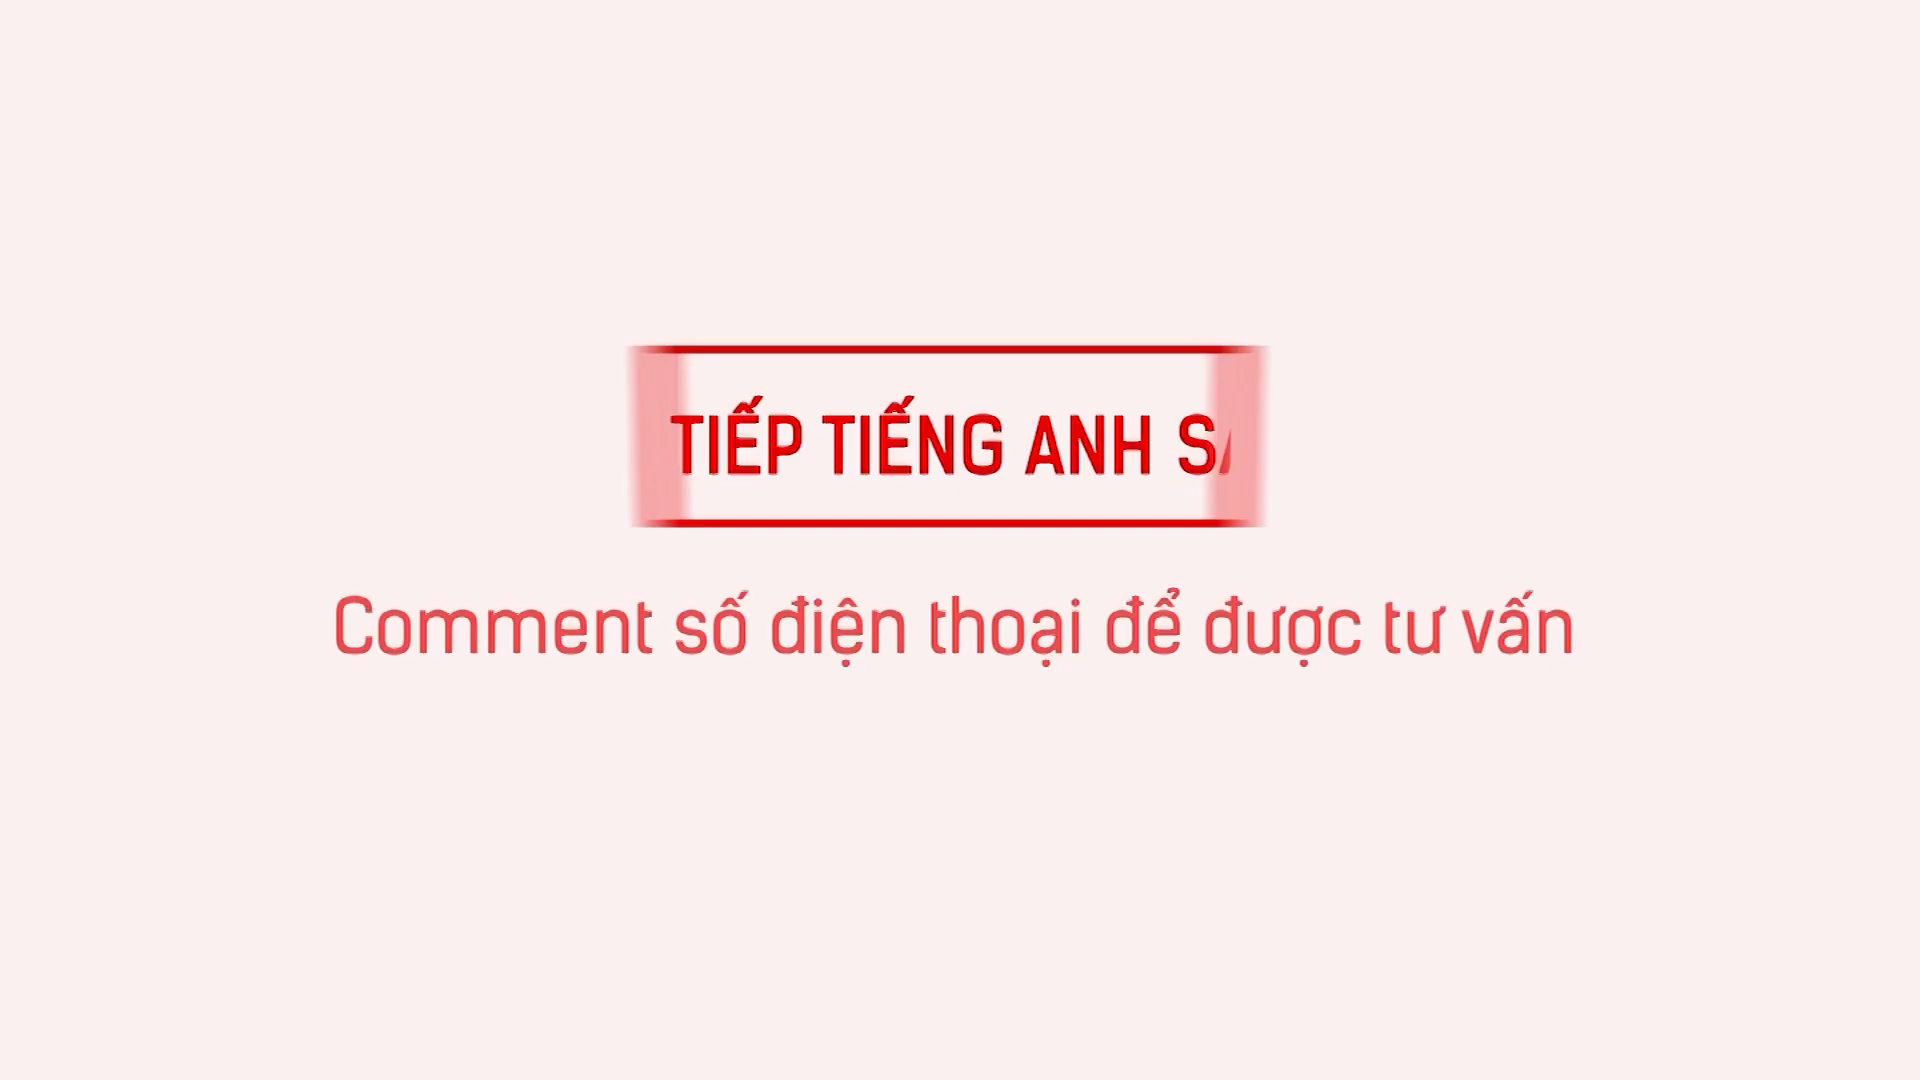 TIẾP TIẾNG ANH
Comment số điện thoại để được tư vấn